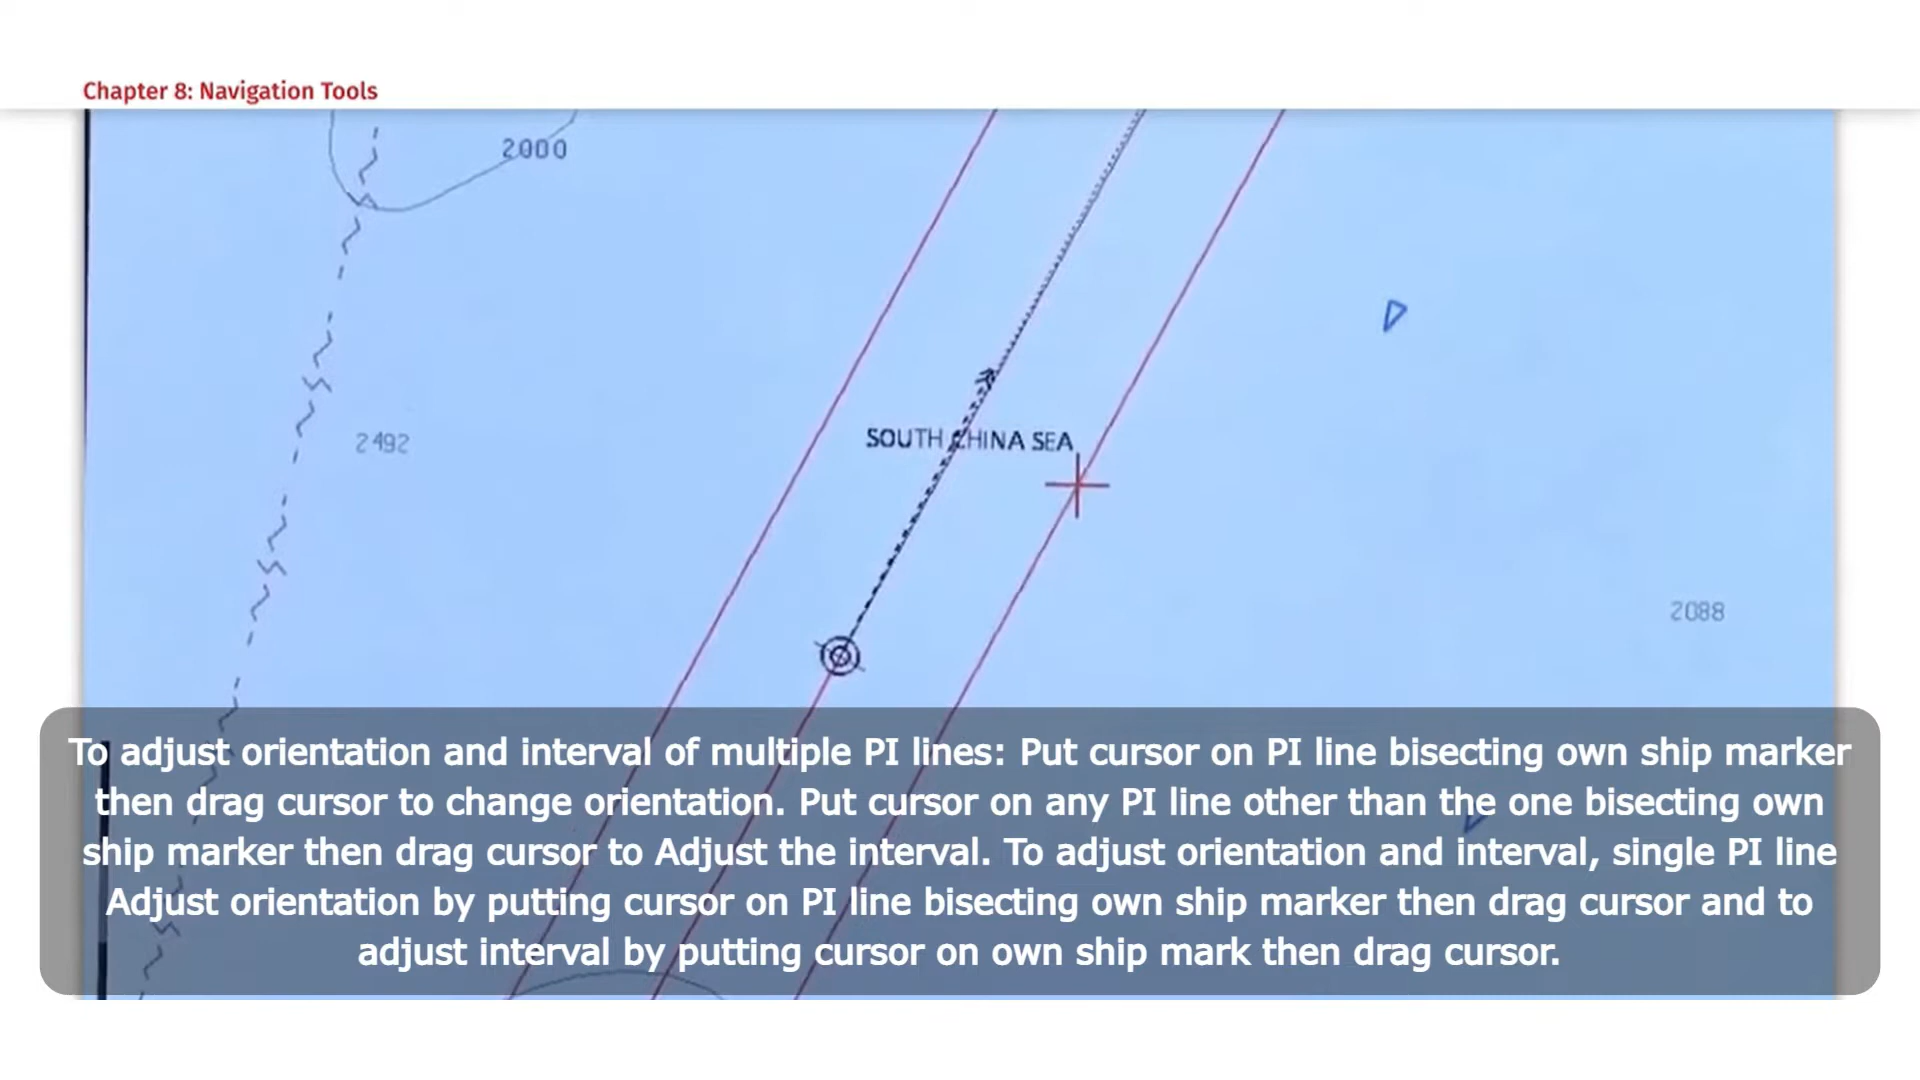 Chapter 8: Navigation Tools
2000
SOUTH CHINA SEA
2492
2088
To adjust orientation and interval of multiple PI lines: Put cursor on PI line bisecting own ship marker
then drag cursor to change orientation. Put cursor on any PI line other than the one bisecting own
ship marker then drag cursor to Adjust the interval. To adjust orientation and interval, single PI line
Adjust orientation by putting cursor on PI line bisecting own ship marker then drag cursor and to
adjust interval by putting cursor on own ship mark then drag cursor.